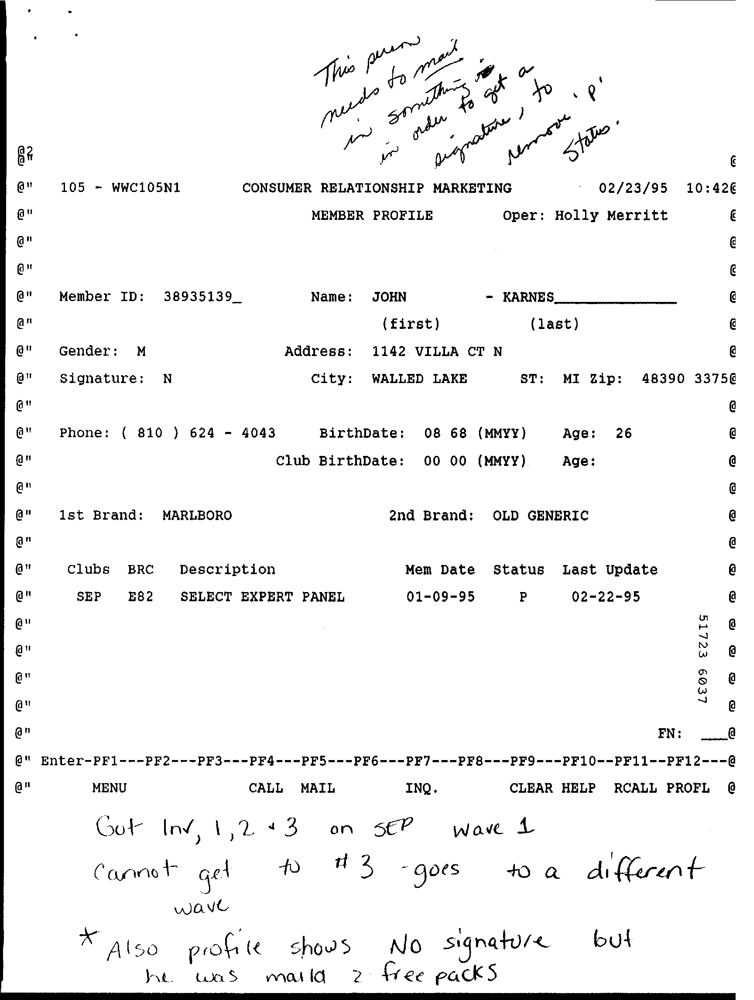 This person
needs to mail
in something
in order to get a
signature, to
remove 'P'
Status.
@2
@"
@" 105 - WWC105N1 CONSUMER RELATIONSHIP MARKETING 02/23/95 10:42@
@" MEMBER PROFILE Oper: Holly Merritt @
@" @
@" @
@" Member ID: 38935139_ Name: JOHN - KARNES_______________ @
@" (first) (last) @
@" Gender: M Address: 1142 VILLA CT N @
@" Signature: N City: WALLED LAKE ST: MI Zip: 48390 3375@
@" @
@" Phone: ( 810 ) 624 - 4043 BirthDate: 08 68 (MMYY) Age: 26 @
@" Club BirthDate: 00 00 (MMYY) Age: @
@" @
@" 1st Brand: MARLBORO 2nd Brand: OLD GENERIC @
@" @
@" Clubs BRC Description Mem Date Status Last Update @
@" SEP E82 SELECT EXPERT PANEL 01-09-95 P 02-22-95 @
@" @
@" @
@" @
@" @
51723 6037
@" FN: ___@
@" Enter-PF1---PF2---PF3---PF4---PF5---PF6---PF7---PF8---PF9---PF10--PF11--PF12---@
@" MENU CALL MAIL INQ. CLEAR HELP RCALL PROFL @
Got Inv, 1, 2 + 3 on SEP wave 1
Cannot get to #3 - goes to a different
wave
* Also profile shows No signature but
he was maild 2 free packs